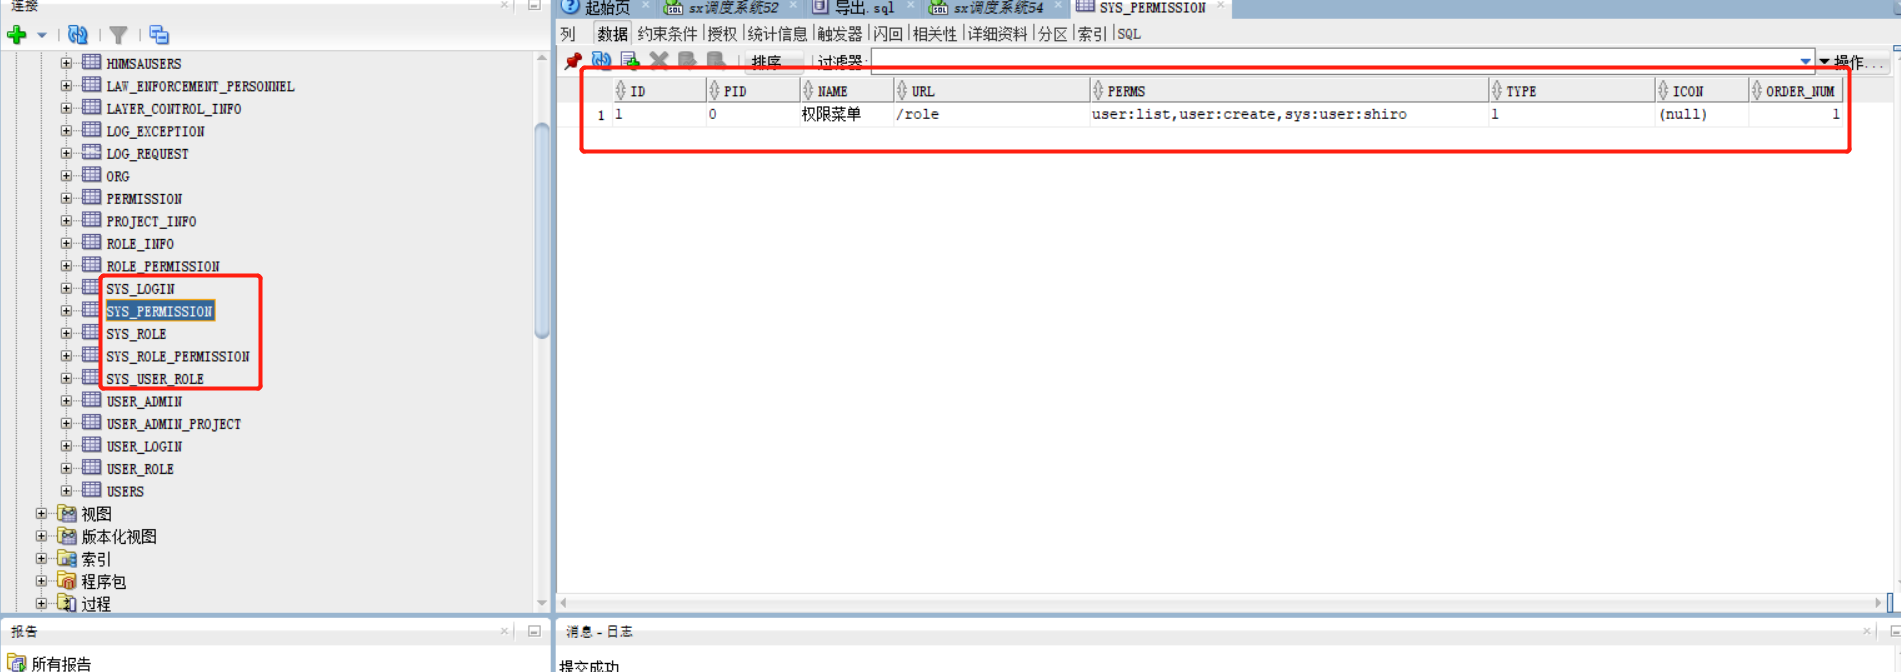 连接
HNMSAUSERS
LAW_ENFORCEMENT_PERSONNEL
LAYER_CONTROL_INFO
LOG_EXCEPTION
LOG_REQUEST
ORG
PERMISSION
PROJECT_INFO
ROLE_INFO
ROLE_PERMISSION
SYS_LOGIN
SYS_PERMISSION
SYS_ROLE
SYS_ROLE_PERMISSION
SYS_USER_ROLE
USER_ADMIN
USER_ADMIN_PROJECT
USER_LOGIN
USER_ROLE
USERS
视图
版本化视图
索引
程序包
过程
报告
所有报告
起始页 sx调度系统52 导出.sql sx调度系统54 SYS_PERMISSION
列 数据 约束条件 |授权 |统计信息 |触发器 |闪回 |相关性 |详细资料 |分区 |索引 |SQL
排序... 过滤器: 操作...
ID PID NAME URL PERMS TYPE ICON ORDER_NUM
1 1 0 权限菜单 /role user:list,user:create,sys:user:shiro 1 (null) 1
消息 - 日志
提交成功